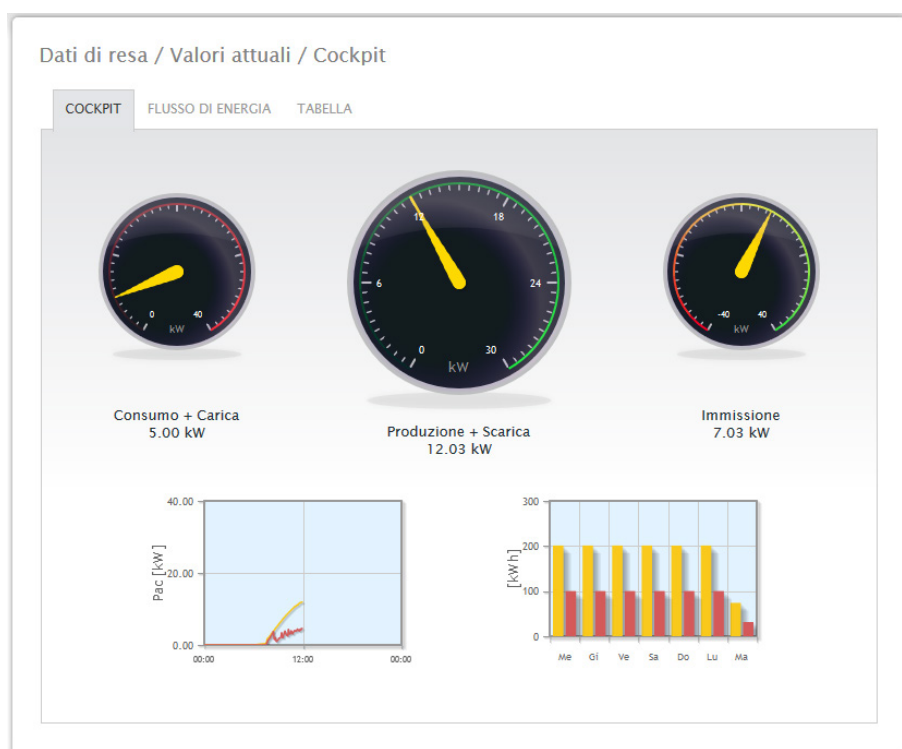 Dati di resa / Valori attuali / Cockpit
COCKPIT FLUSSO DI ENERGIA TABELLA
0 40
kW
12 18
6 24
0 30
kW
-40 40
kW
Consumo + Carica
5.00 kW
Produzione + Scarica
12.03 kW
Immissione
7.03 kW
40.00
20.00
0.00
Pac [kW]
00:00 12:00 00:00
300
200
100
0
[kWh]
Me Gi Ve Sa Do Lu Ma